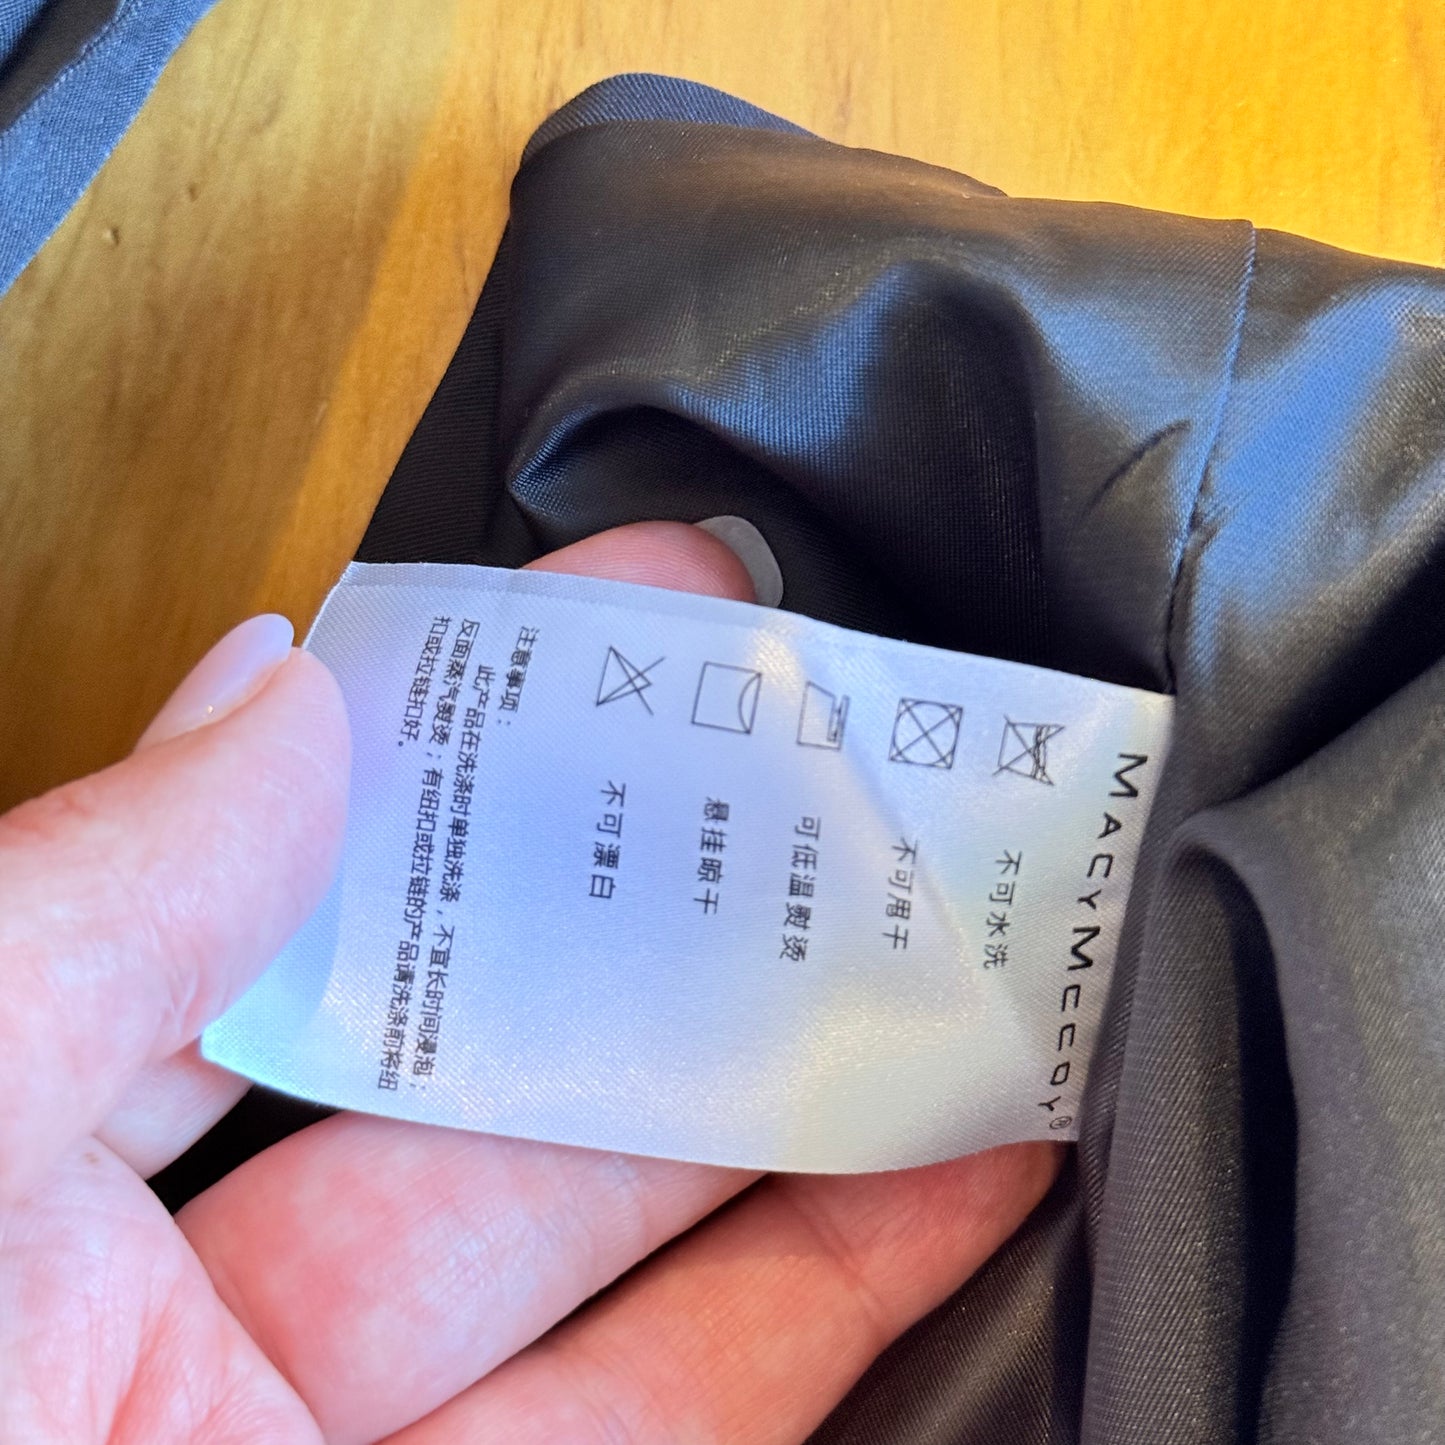 MACYMCCOY®
不可水洗
不可甩干
可低温熨烫
悬挂晾干
不可漂白
注意事项：
此产品在洗涤时单独洗涤，不宜长时间浸泡；
反面蒸汽熨烫；有纽扣或拉链的产品请洗涤前将纽
扣或拉链扣好。